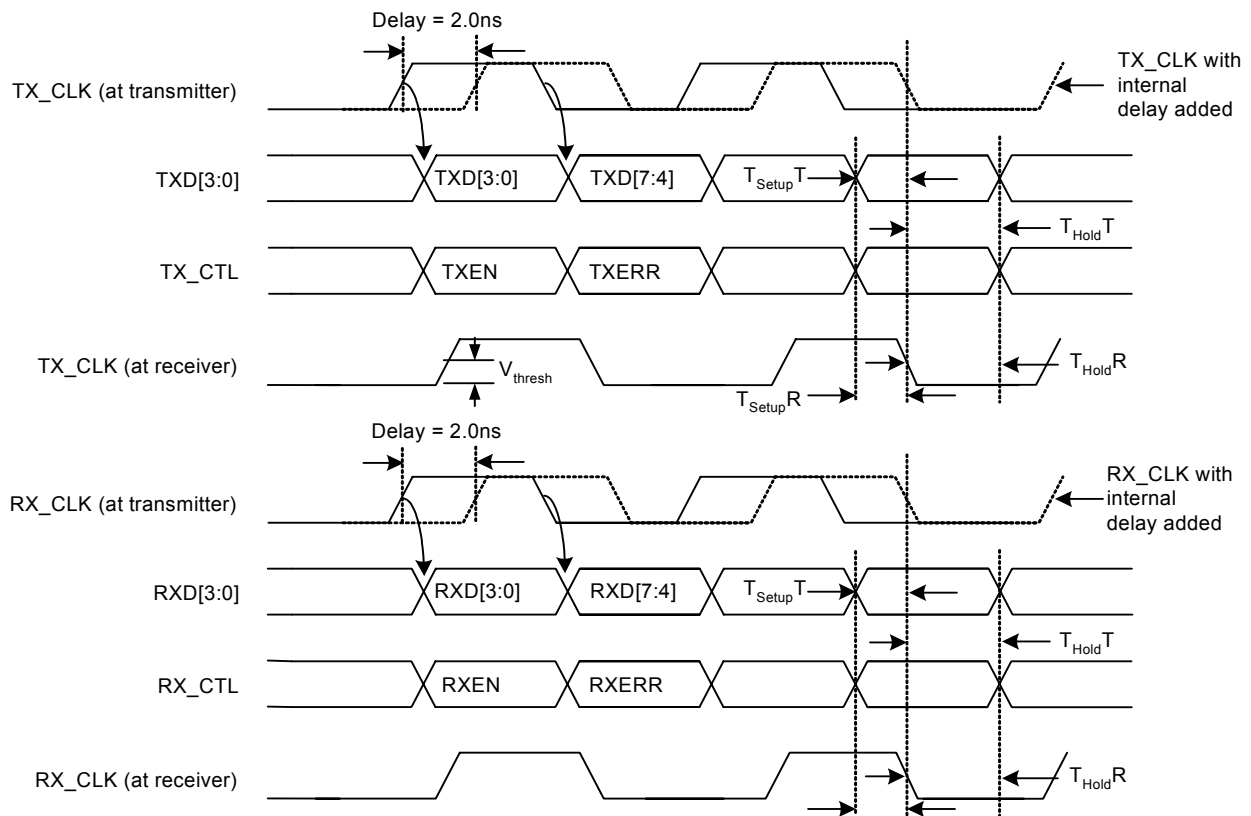 Delay = 2.0ns
TX_CLK (at transmitter)
TX_CLK with
internal
delay added
TXD[3:0]
TXD[3:0]
TXD[7:4]
TSetupT
THoldT
TX_CTL
TXEN
TXERR
TX_CLK (at receiver)
Vthresh
THoldR
TSetupR
Delay = 2.0ns
RX_CLK (at transmitter)
RX_CLK with
internal
delay added
RXD[3:0]
RXD[3:0]
RXD[7:4]
TSetupT
THoldT
RX_CTL
RXEN
RXERR
RX_CLK (at receiver)
THoldR